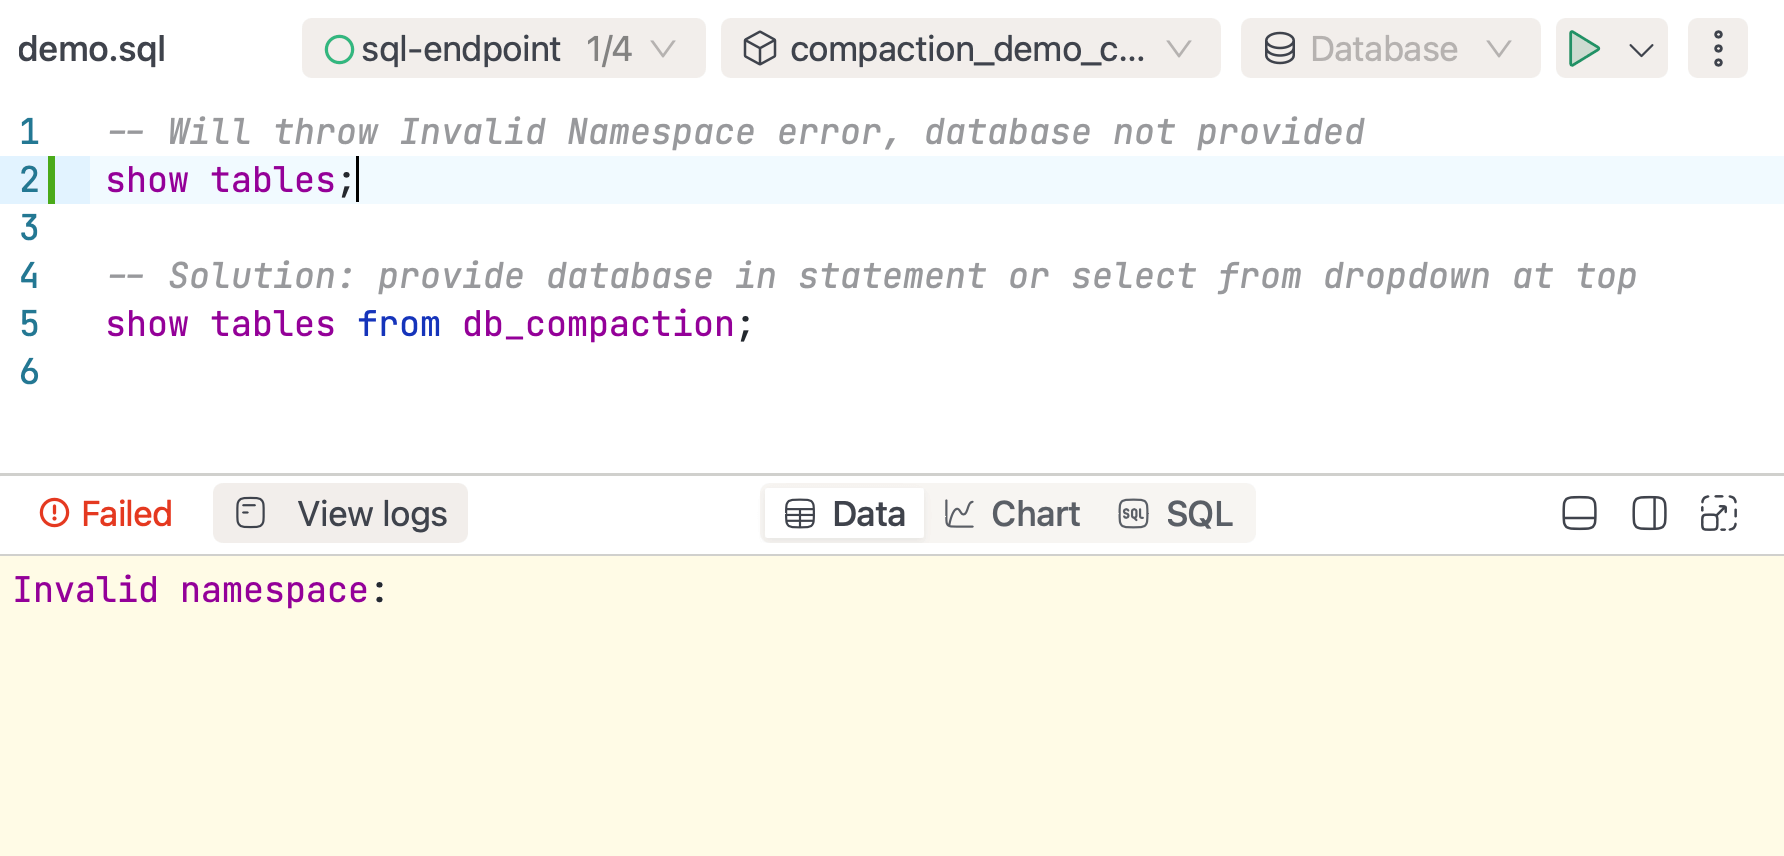 demo.sql sql-endpoint 1/4 compaction_demo_c... Database
1 -- Will throw Invalid Namespace error, database not provided
2 show tables;
3
4 -- Solution: provide database in statement or select from dropdown at top
5 show tables from db_compaction;
6
Failed View logs Data Chart SQL SQL
Invalid namespace: